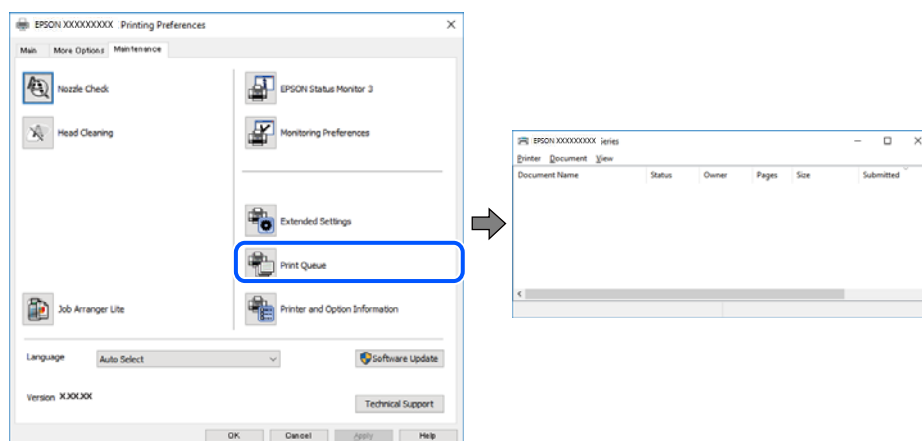 EPSON XXXXXXXXX Printing Preferences
Main More Options Maintenance
Nozzle Check
EPSON Status Monitor 3
Head Cleaning
Monitoring Preferences
Extended Settings
Print Queue
Job Arranger Lite
Printer and Option Information
Language Auto Select Software Update
Version X.XX.XX
Technical Support
OK Cancel Apply Help
EPSON XXXXXXXXX ieries
Printer Document View
Document Name Status Owner Pages Size Submitted